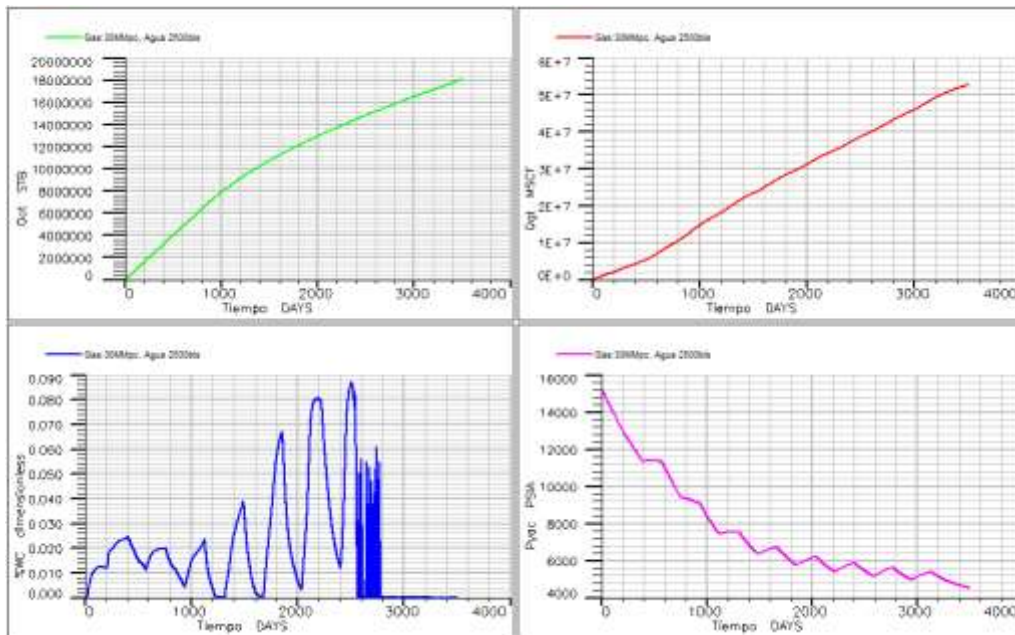 Gas 30MMpc, Agua 2500bls
20000000
18000000
16000000
14000000
12000000
10000000
8000000
6000000
4000000
2000000
0
Qot STB
0 1000 2000 3000 4000
Tiempo DAYS
Gas 30MMpc, Agua 2500bls
6E+7
5E+7
4E+7
3E+7
2E+7
1E+7
0E+0
Qgt MSCF
0 1000 2000 3000 4000
Tiempo DAYS
Gas 30MMpc, Agua 2500bls
0.090
0.080
0.070
0.060
0.050
0.040
0.030
0.020
0.010
0.000
%WC dimensionless
0 1000 2000 3000 4000
Tiempo DAYS
Gas 30MMpc, Agua 2500bls
16000
14000
12000
10000
8000
6000
4000
Pyac PSIA
0 1000 2000 3000 4000
Tiempo DAYS